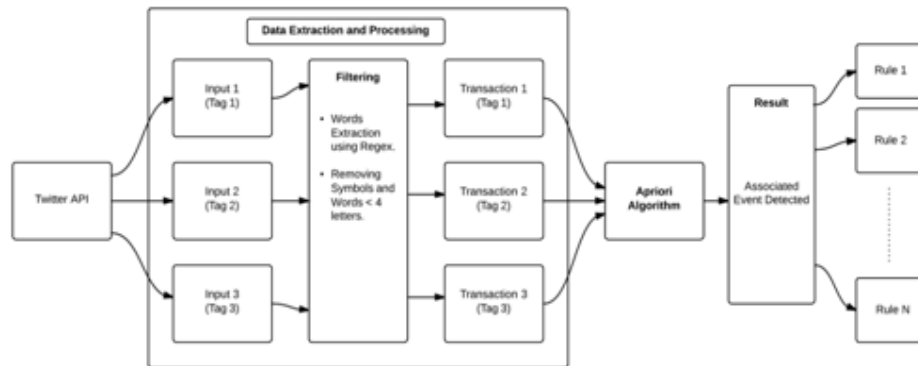 Data Extraction and Processing
Twitter API
Input 1
(Tag 1)
Input 2
(Tag 2)
Input 3
(Tag 3)
Filtering
• Words
Extraction
using Regex.
• Removing
Symbols and
Words < 4
letters.
Transaction 1
(Tag 1)
Transaction 2
(Tag 2)
Transaction 3
(Tag 3)
Apriori
Algorithm
Result
Associated
Event Detected
Rule 1
Rule 2
Rule N